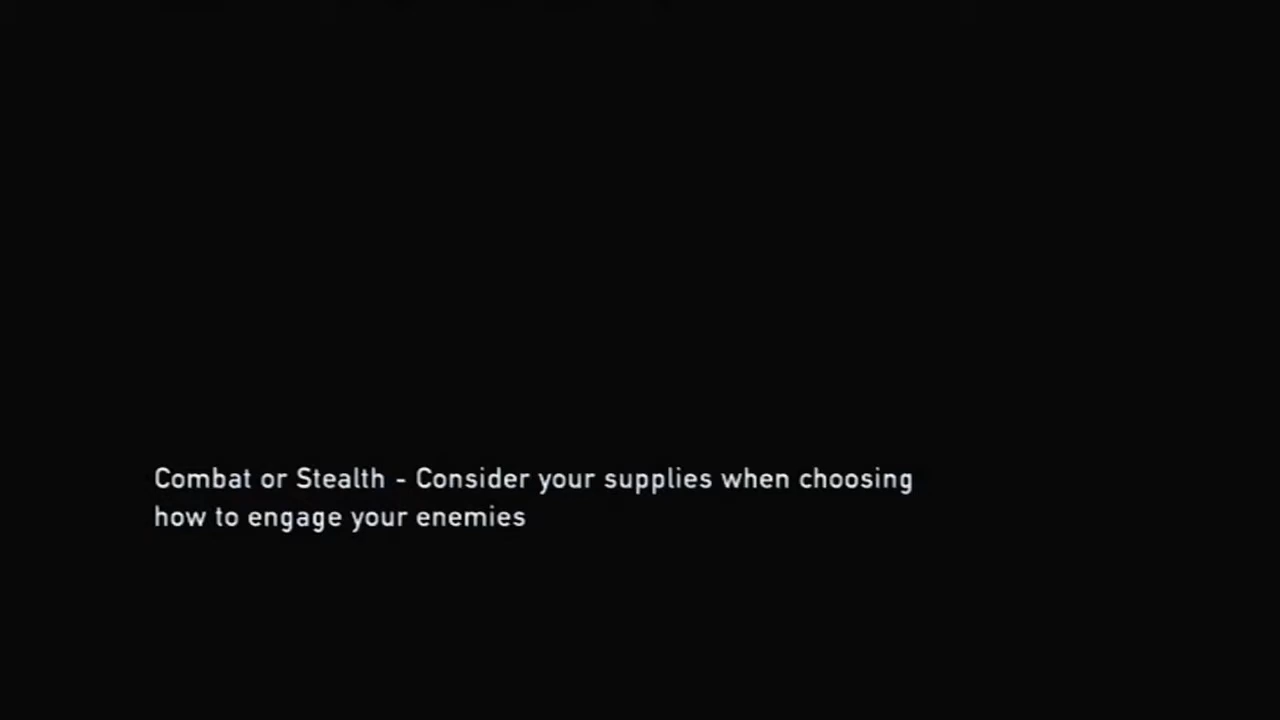 Combat or Stealth - Consider your supplies when choosing
how to engage your enemies